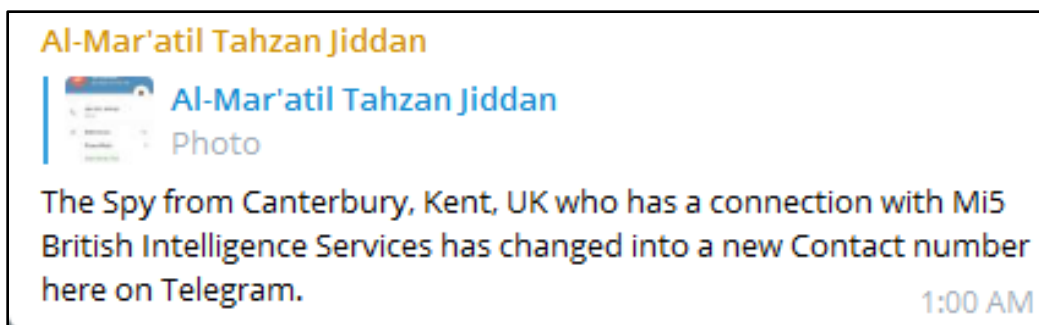 Al-Mar'atil Tahzan Jiddan
Al-Mar'atil Tahzan Jiddan
Photo
The Spy from Canterbury, Kent, UK who has a connection with Mi5
British Intelligence Services has changed into a new Contact number
here on Telegram.
1:00 AM